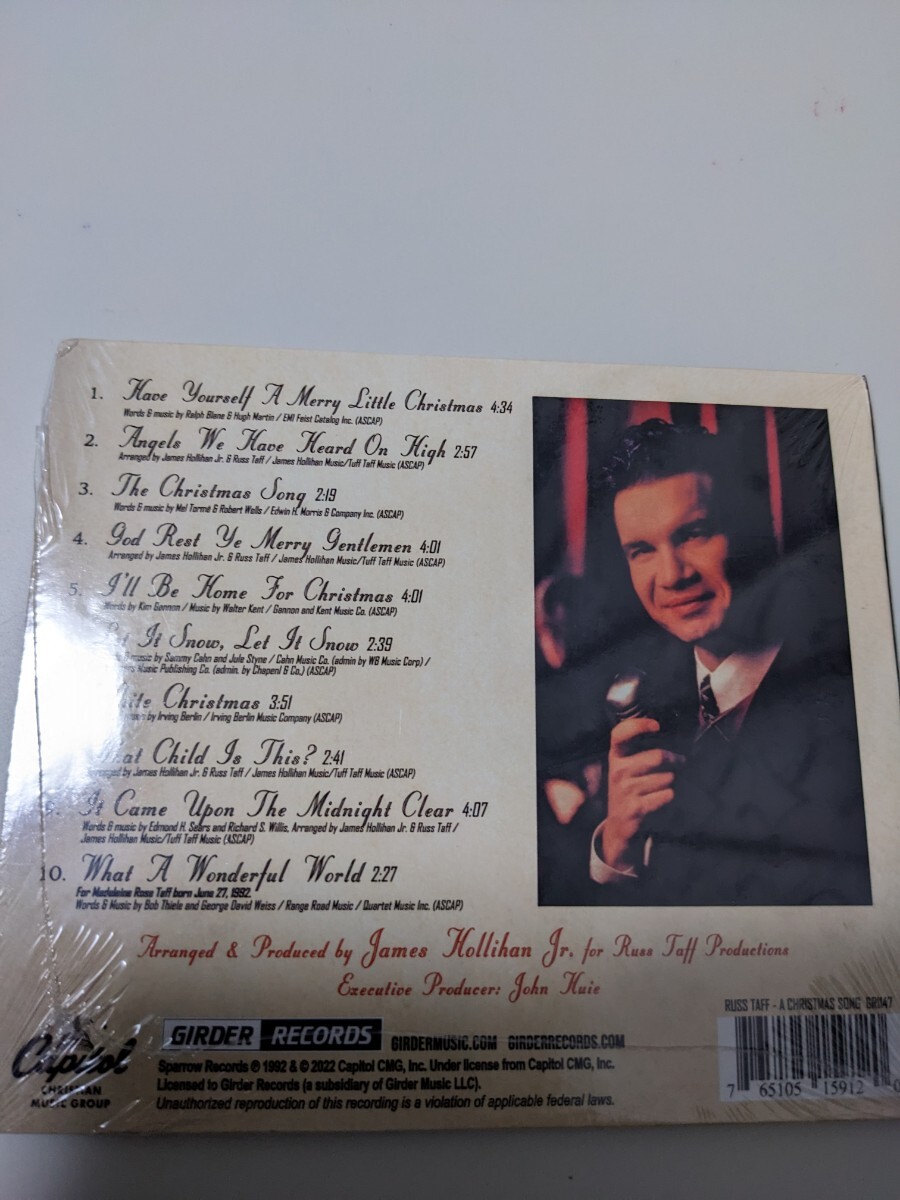 1. Have Yourself A Merry Little Christmas 4:34
Words & music by Ralph Blane & Hugh Martin / EMI Feist Catalog Inc. (ASCAP)
2. Angels We Have Heard On High 2:57
Arranged by James Hollihan Jr. & Russ Taff / James Hollihan Music/Tuff Taff Music (ASCAP)
3. The Christmas Song 2:19
Words & music by Mel Tormé & Robert Wells / Edwin H. Morris & Company Inc. (ASCAP)
4. God Rest Ye Merry Gentlemen 4:01
Arranged by James Hollihan Jr. & Russ Taff / James Hollihan Music/Tuff Taff Music (ASCAP)
5. I'll Be Home For Christmas 4:01
Words by Kim Gannon / Music by Walter Kent / Gannon and Kent Music Co. (ASCAP)
It Snow, Let It Snow 2:39
music by Sammy Cahn and Jule Styne / Cahn Music Co. (admin by WB Music Corp) /
Music Publishing Co. (admin. by Chapenl & Co.) (ASCAP)
Christmas 3:51
by Irving Berlin / Irving Berlin Music Company (ASCAP)
Child Is This? 2:41
Arranged by James Hollihan Jr. & Russ Taff / James Hollihan Music/Tuff Taff Music (ASCAP)
9. It Came Upon The Midnight Clear 4:07
Words & music by Edmond H. Sears and Richard S. Willis, Arranged by James Hollihan Jr. & Russ Taff /
James Hollihan Music/Tuff Taff Music (ASCAP)
10. What A Wonderful World 2:27
For Madeleine Rose Taff born June 27, 1992.
Words & Music by Bob Thiele and George David Weiss / Range Road Music / Quartet Music Inc. (ASCAP)
Arranged & Produced by James Hollihan Jr. for Russ Taff Productions
Executive Producer: John Huie
RUSS TAFF - A CHRISTMAS SONG GR1147
Capitol
CHRISTIAN
MUSIC GROUP
GIRDER RECORDS GIRDERMUSIC.COM GIRDERRECORDS.COM
Sparrow Records ℗ 1992 & © 2022 Capitol CMG, Inc. Under license from Capitol CMG, Inc.
Licensed to Girder Records (a subsidiary of Girder Music LLC).
Unauthorized reproduction of this recording is a violation of applicable federal laws.
7 65105 15912 0